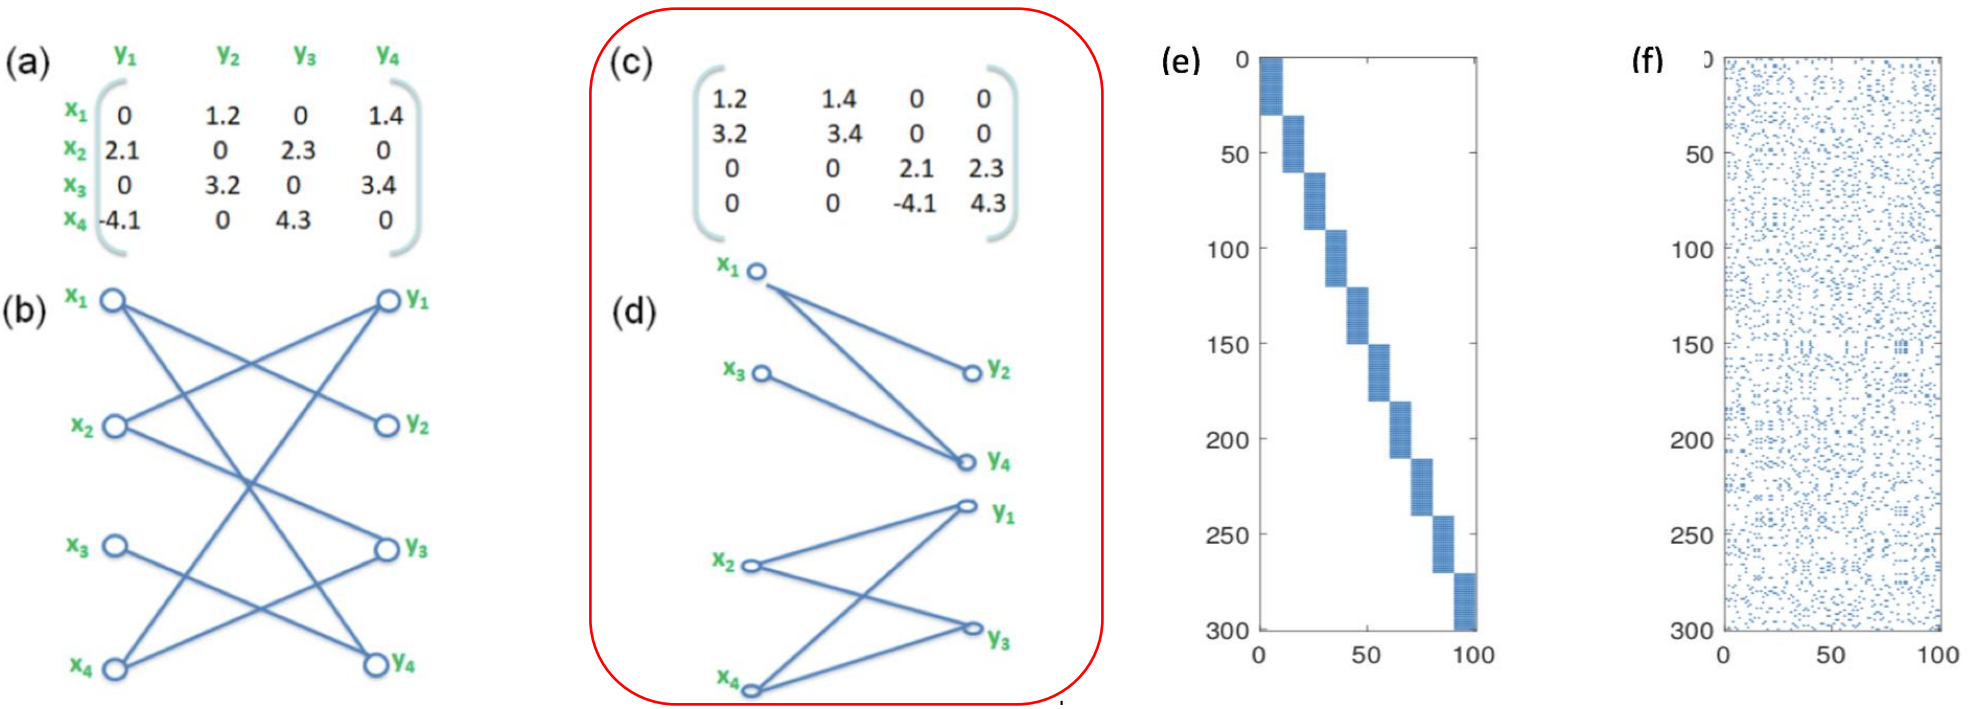 (a) y₁ y₂ y₃ y₄
x₁ 0 1.2 0 1.4
x₂ 2.1 0 2.3 0
x₃ 0 3.2 0 3.4
x₄ -4.1 0 4.3 0
(b)
x₁ y₁
x₂ y₂
x₃ y₃
x₄ y₄
(c)
1.2 1.4 0 0
3.2 3.4 0 0
0 0 2.1 2.3
0 0 -4.1 4.3
(d)
x₁
y₂
x₃
y₄
y₁
x₂
y₃
x₄
(e)
0
50
100
150
200
250
300
0 50 100
(f)
0
50
100
150
200
250
300
0 50 100